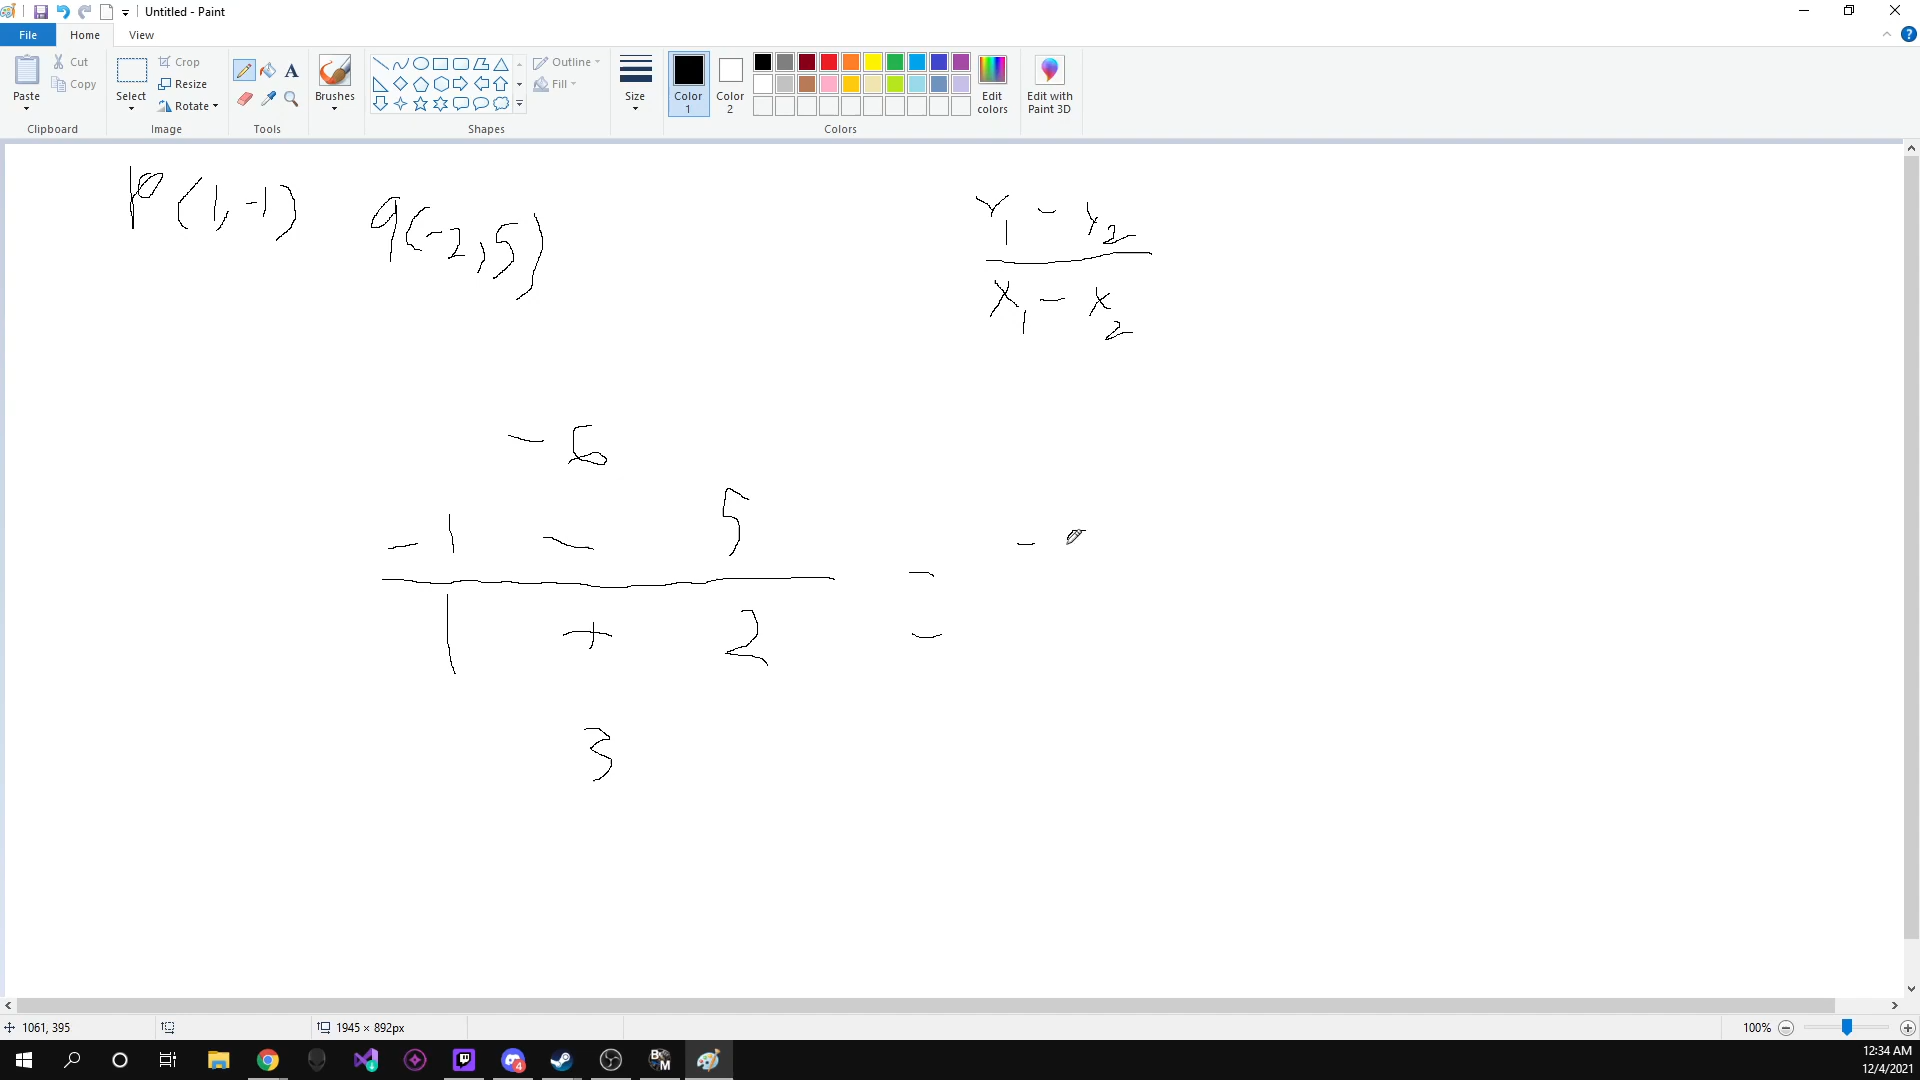 Untitled - Paint
File Home View
Paste
Cut
Copy
Clipboard
Select
Crop
Resize
Rotate
Image
Tools
Brushes
Shapes
Outline
Fill
Size
Color 1
Color 2
Colors
Edit colors
Edit with Paint 3D
P(1,-1) q(-2,5)
Y1 - Y2
X1 - X2
-6
-1 - 5 = -
1 + 2 =
3
1061, 395
1945 × 892px
100%
4
12:34 AM
12/4/2021